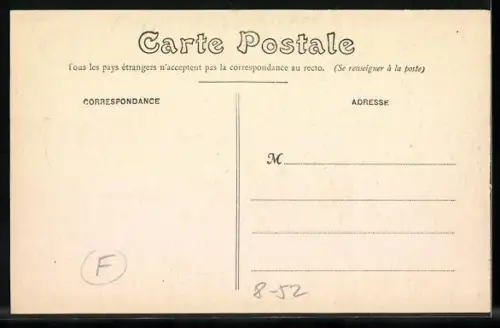 Carte Postale
Tous les pays étrangers n'acceptent pas la correspondance au recto. (Se renseigner à la poste)
CORRESPONDANCE
ADRESSE
M
F
8-52